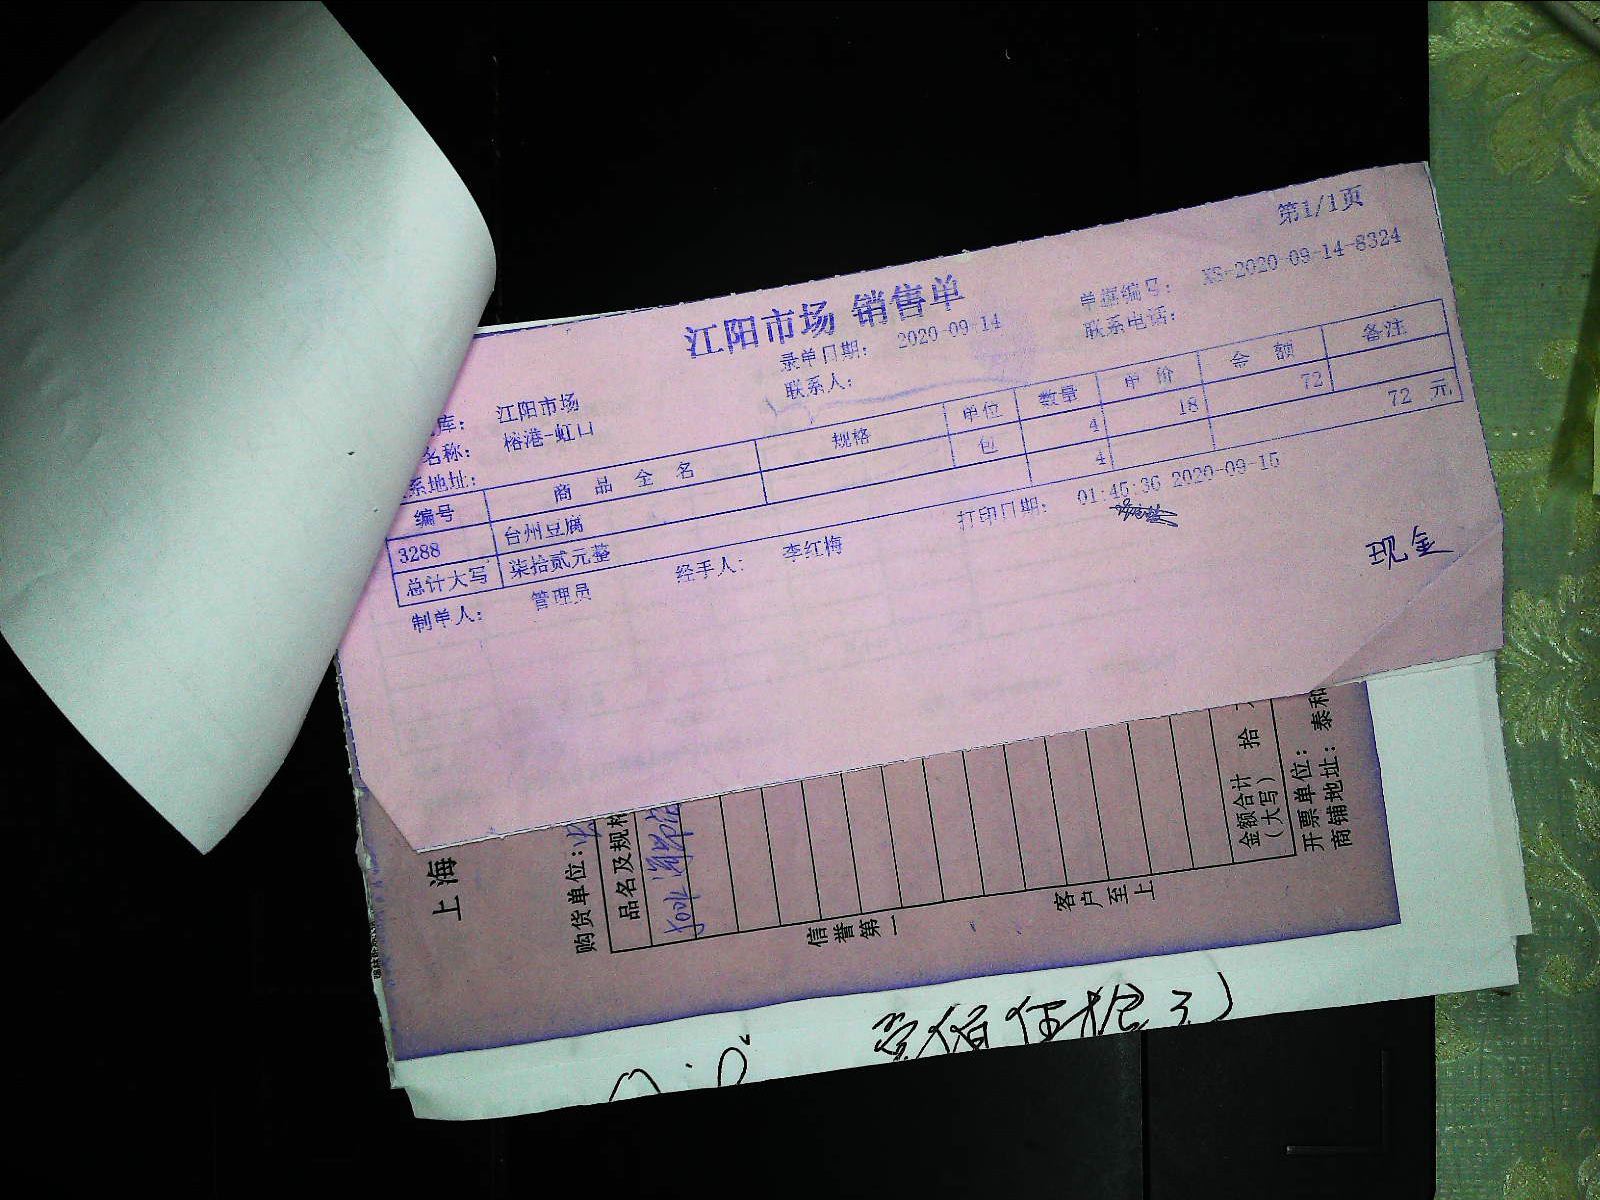 第1/1页
江阳市场 销售单
单据编号： XS-2020-09-14-8324
录单日期： 2020-09-14
联系电话：
联系人：
库： 江阳市场
名称： 榕港-虹口
系地址：
编号 商品全名 规格 单位 数量 单价 金额 备注
3288 台州豆腐 包 4 18 72
总计大写 柒拾贰元整 4 72 元
制单人： 管理员 经手人： 李红梅 打印日期： 01:45:36 2020-09-15
现金
上海
购货单位：
品名及规格
信誉第一
客户至上
金额合计
（大写）
拾
开票单位：泰和
商铺地址：